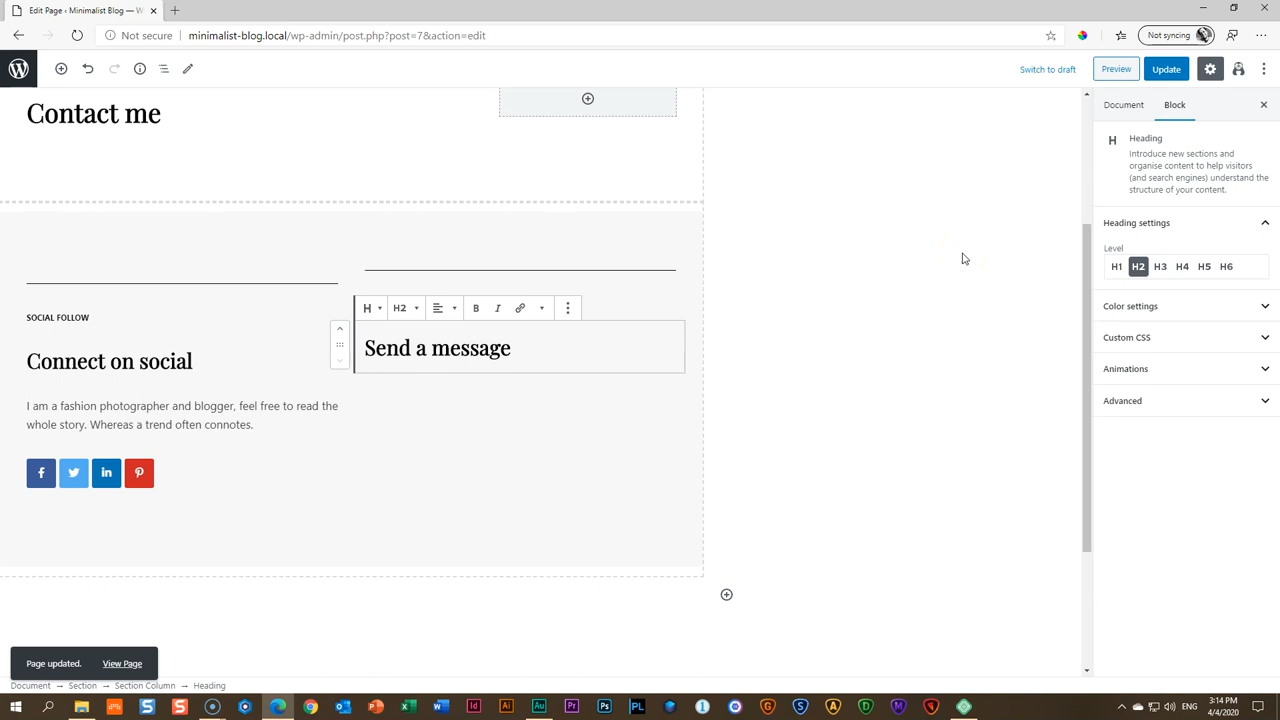 Edit Page ‹ Minimalist Blog — W
Not secure
minimalist-blog.local/wp-admin/post.php?post=7&action=edit
Not syncing
Switch to draft
Preview
Update
Contact me
Document
Block
H
Heading
Introduce new sections and
organise content to help visitors
(and search engines) understand the
structure of your content.
Heading settings
Level
H1 H2 H3 H4 H5 H6
Color settings
Custom CSS
Animations
Advanced
SOCIAL FOLLOW
Connect on social
I am a fashion photographer and blogger, feel free to read the
whole story. Whereas a trend often connotes.
H H2 B I
Send a message
Page updated. View Page
Document → Section → Section Column → Heading
ENG
3:14 PM
4/4/2020